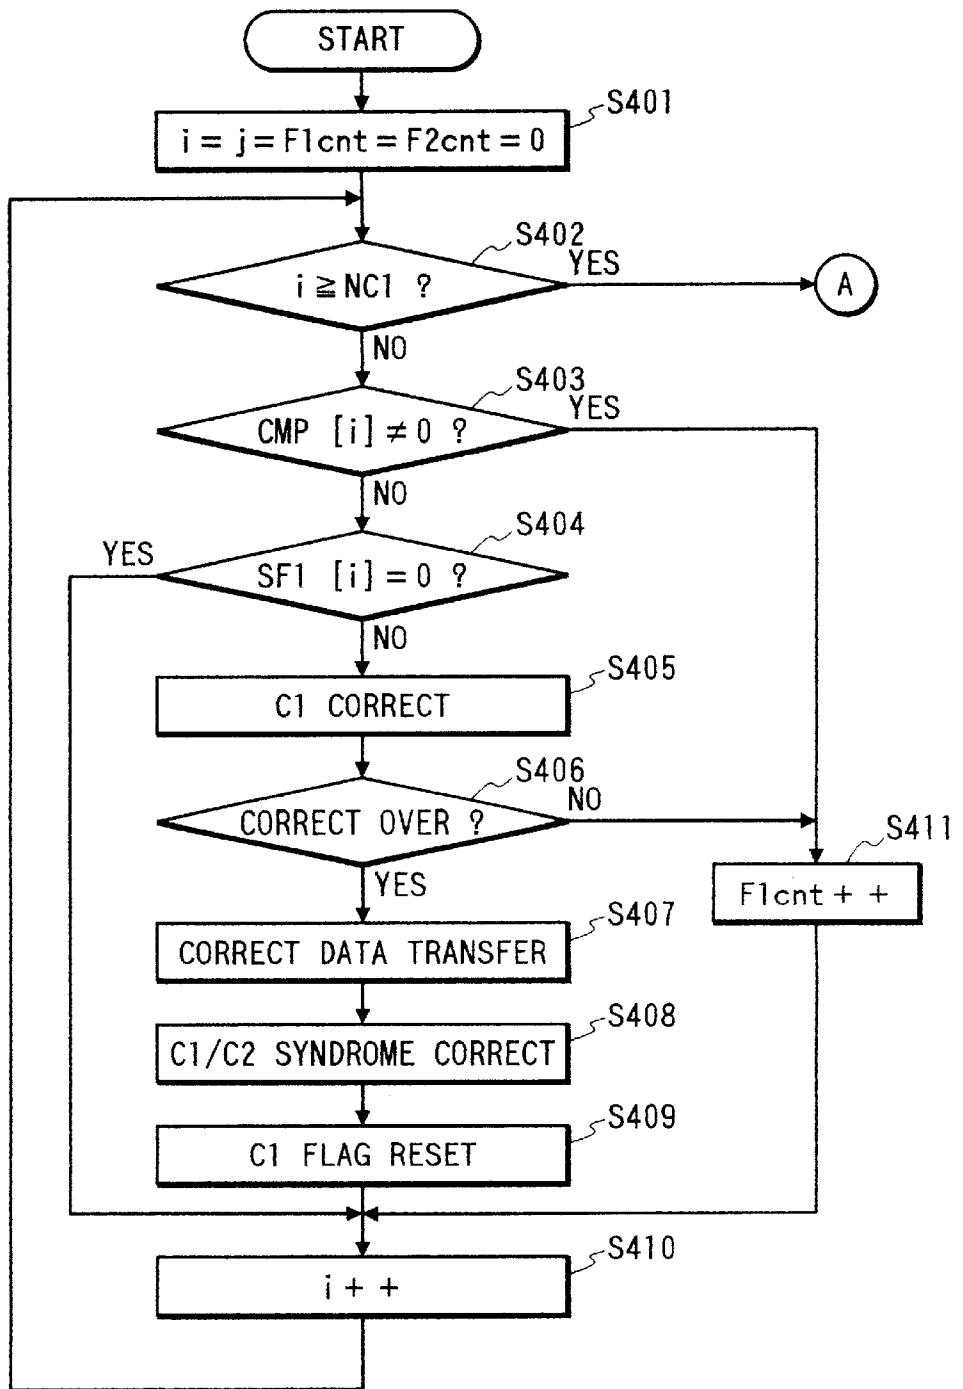 START
S401
i = j = F1cnt = F2cnt = 0
S402
YES
i ≧ NC1 ?
A
NO
S403
YES
CMP [i] ≠ 0 ?
NO
S404
YES
SF1 [i] = 0 ?
NO
S405
C1 CORRECT
S406
NO
CORRECT OVER ?
S411
YES
F1cnt + +
S407
CORRECT DATA TRANSFER
S408
C1/C2 SYNDROME CORRECT
S409
C1 FLAG RESET
S410
i + +